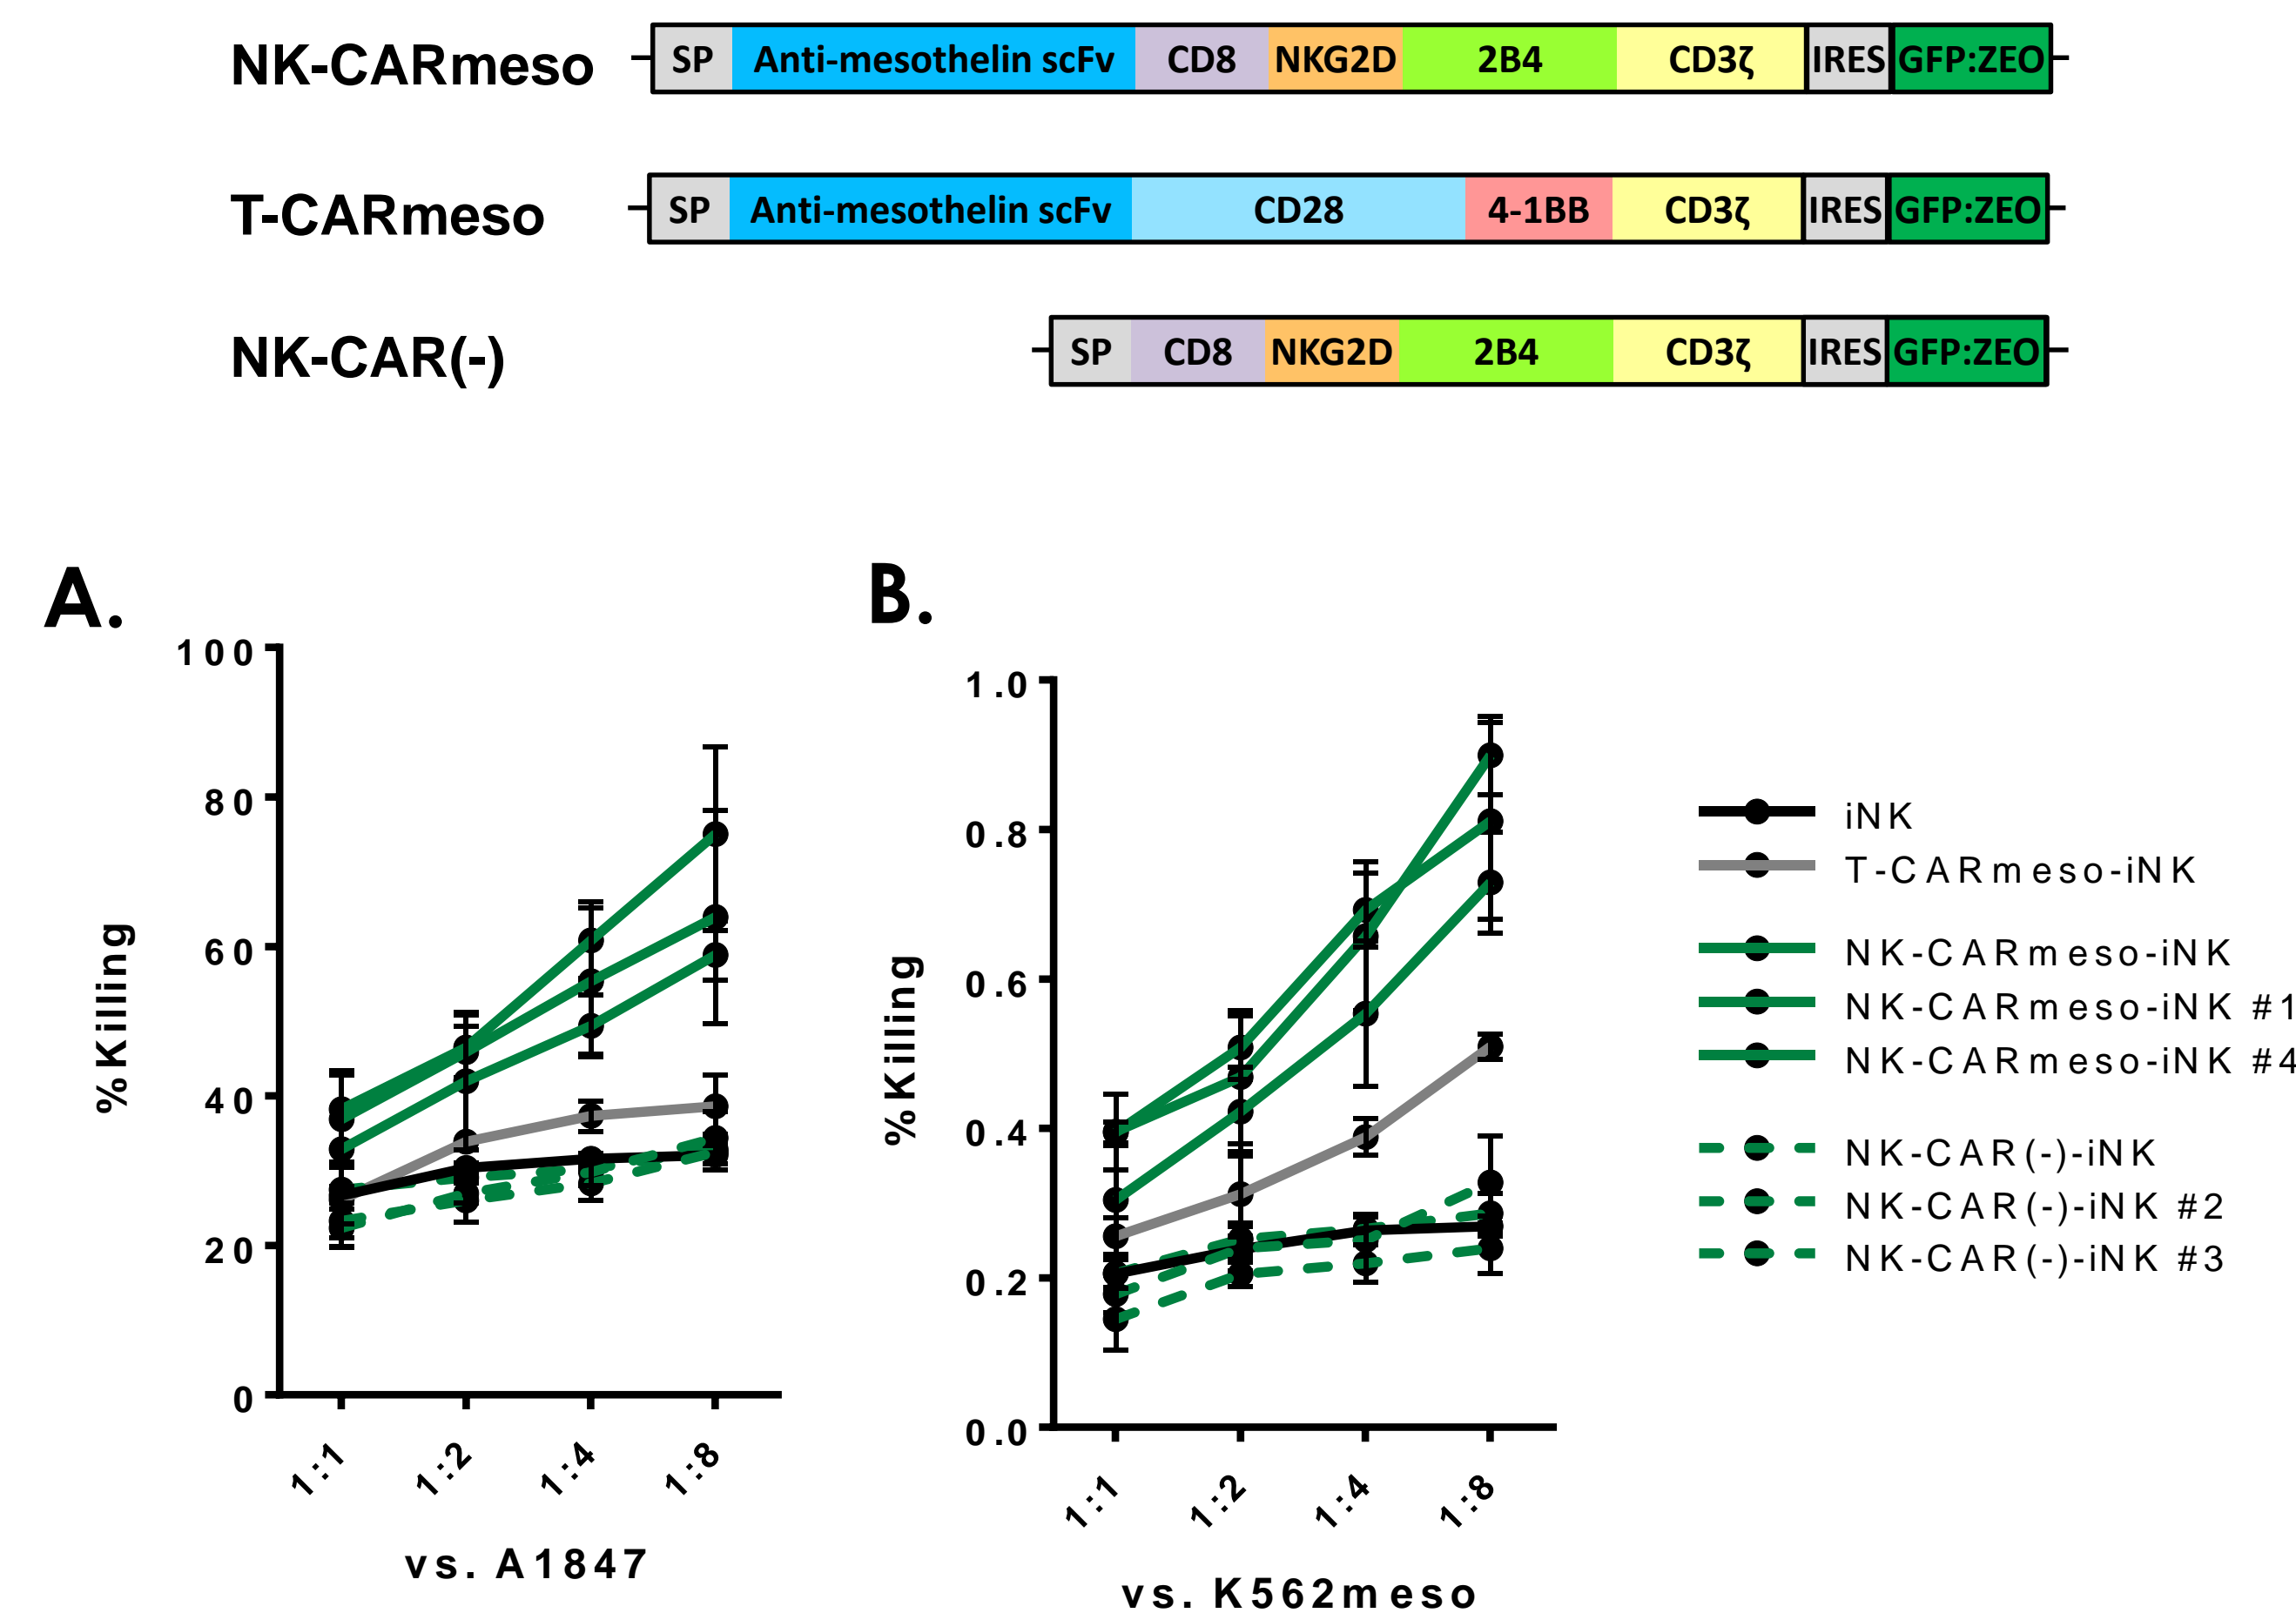 NK-CARmeso SP Anti-mesothelin scFv CD8 NKG2D 2B4 CD3ζ IRES GFP:ZEO
T-CARmeso SP Anti-mesothelin scFv CD28 4-1BB CD3ζ IRES GFP:ZEO
NK-CAR(-) SP CD8 NKG2D 2B4 CD3ζ IRES GFP:ZEO
A.
%Killing
100
80
60
40
20
0
1:1 1:2 1:4 1:8
vs. A1847
B.
%Killing
1.0
0.8
0.6
0.4
0.2
0.0
1:1 1:2 1:4 1:8
vs. K562meso
iNK
T-CARmeso-iNK
NK-CARmeso-iNK
NK-CARmeso-iNK #1
NK-CARmeso-iNK #4
NK-CAR(-)-iNK
NK-CAR(-)-iNK #2
NK-CAR(-)-iNK #3